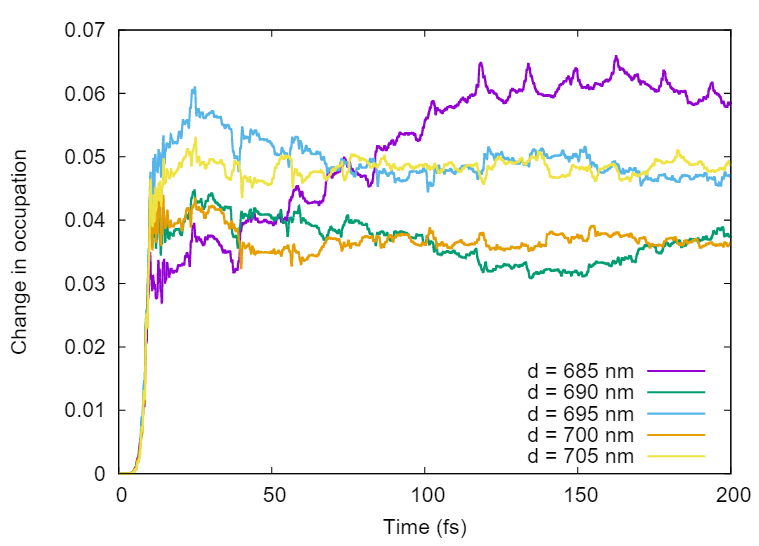 0.07
0.06
0.05
0.04
0.03
0.02
0.01
0
Change in occupation
d = 685 nm
d = 690 nm
d = 695 nm
d = 700 nm
d = 705 nm
0 50 100 150 200
Time (fs)